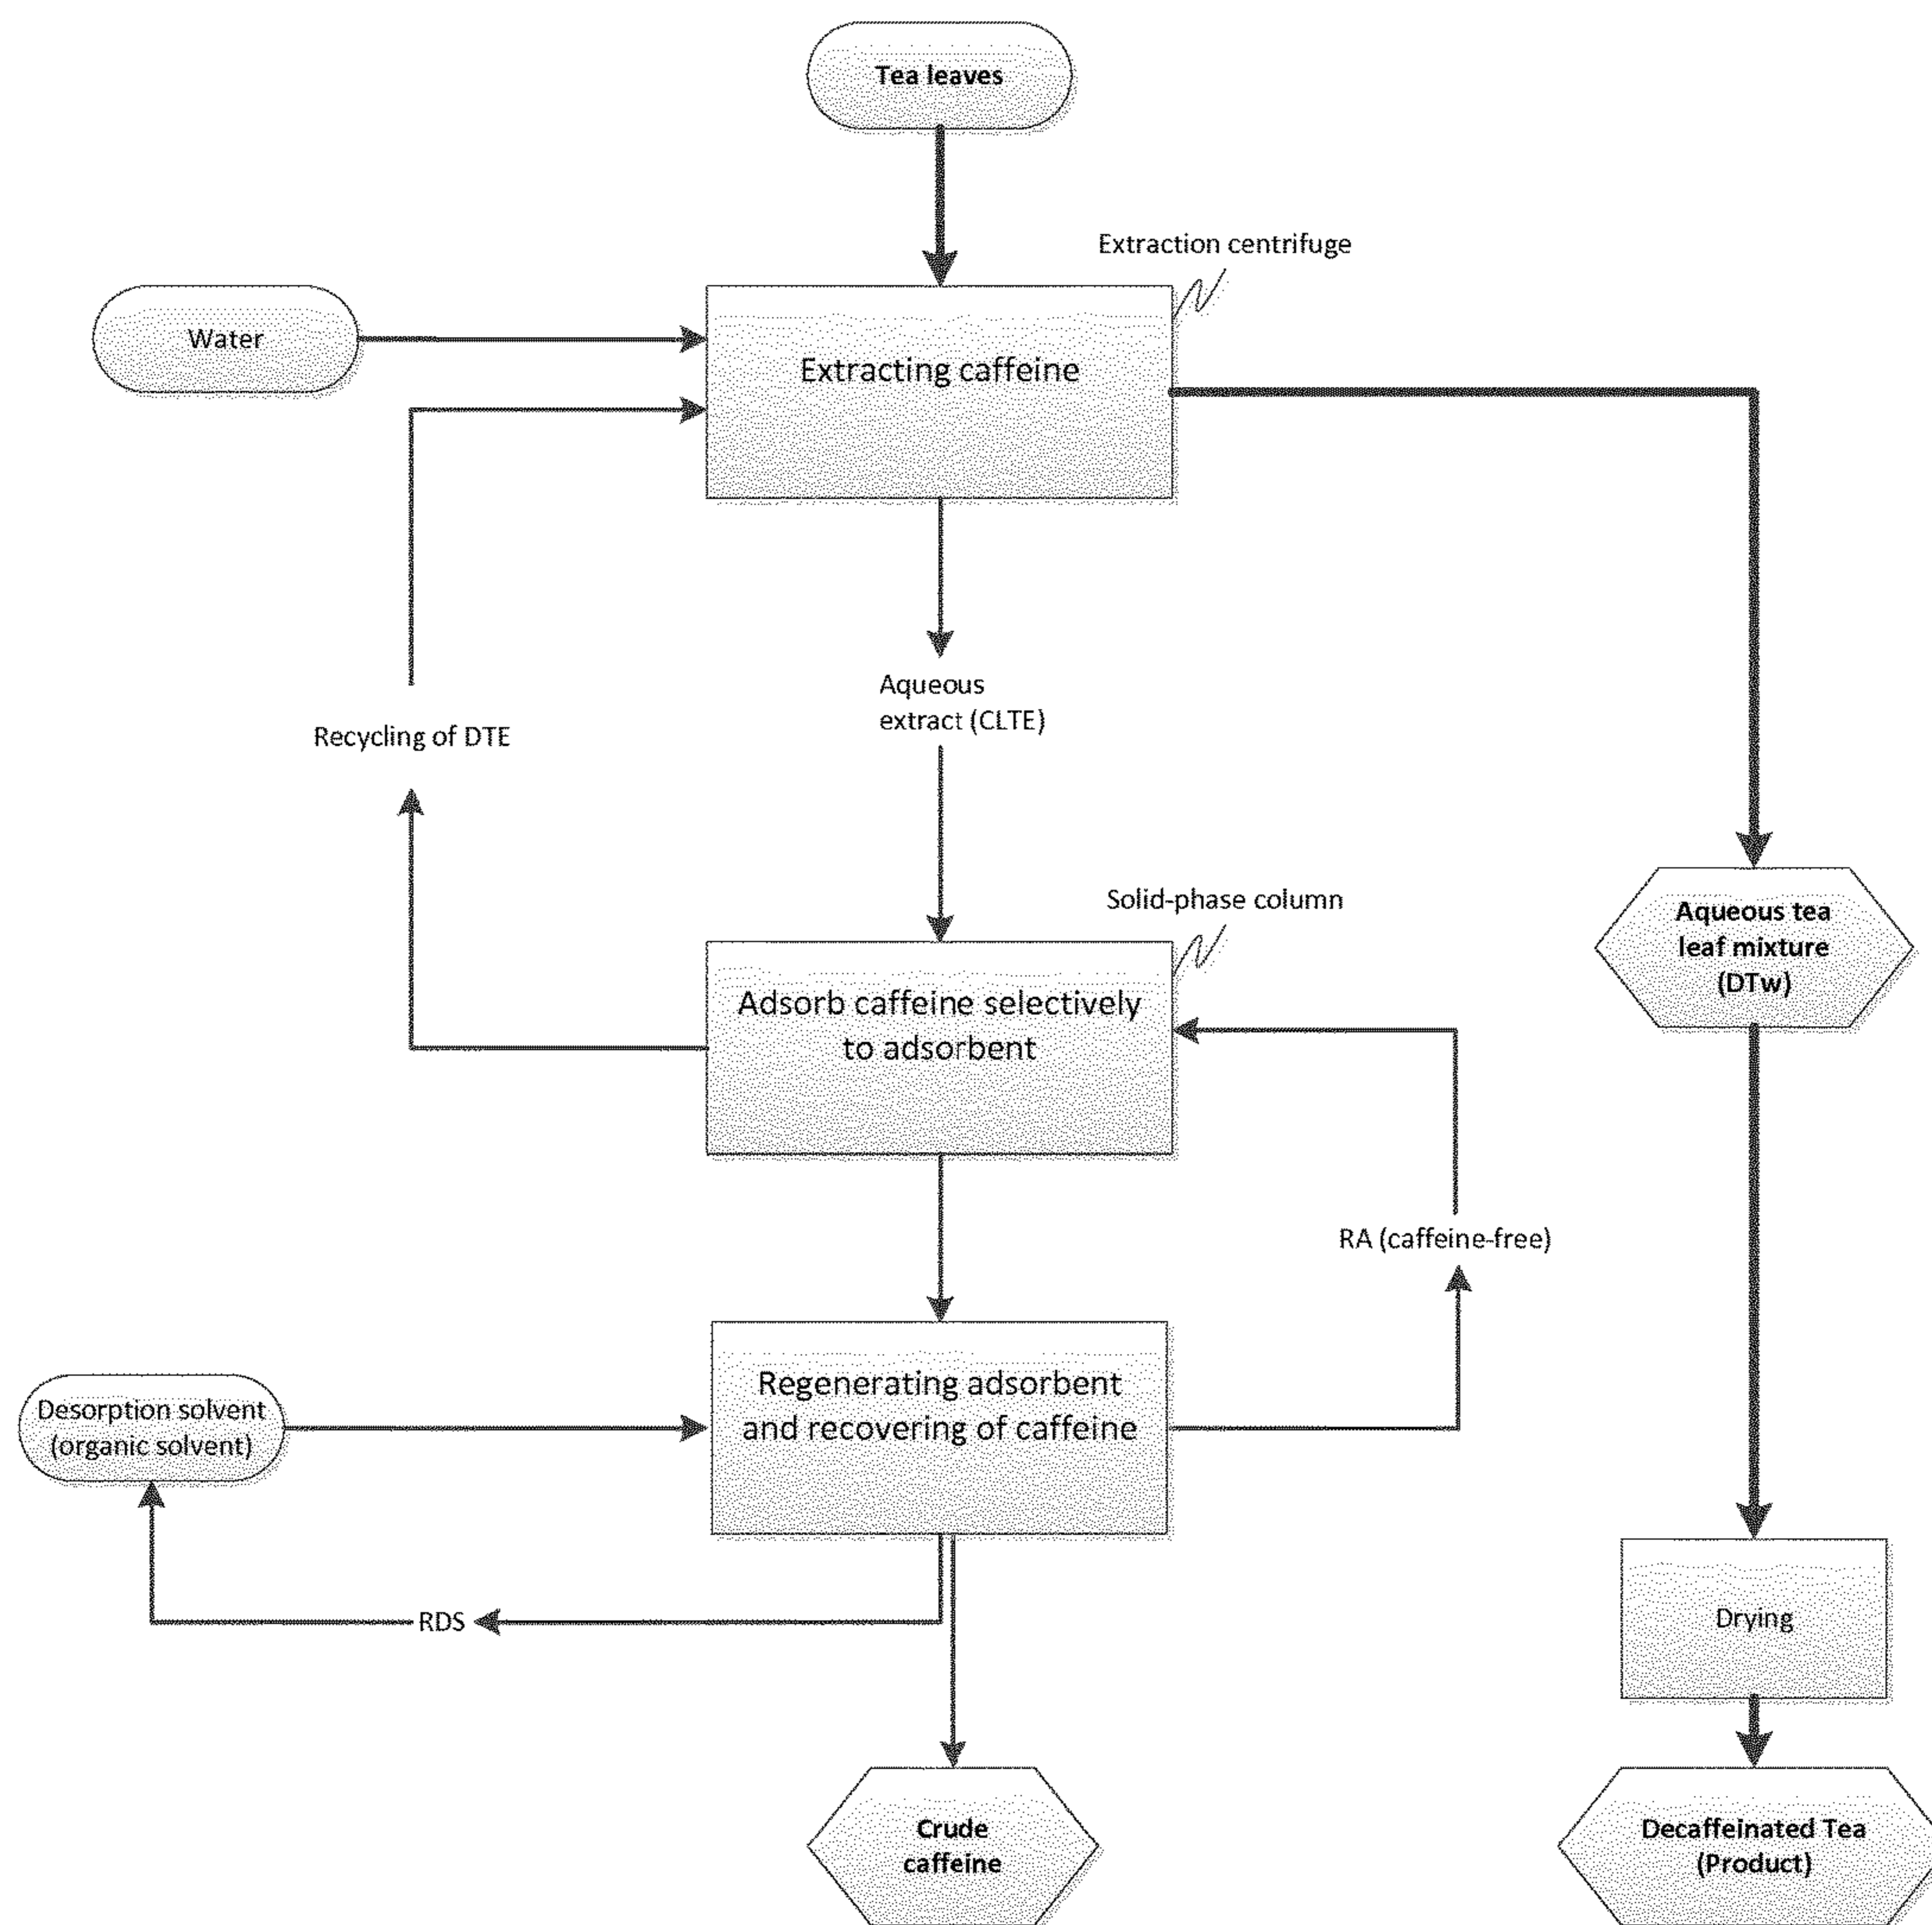 Tea leaves
Extraction centrifuge
Water
Extracting caffeine
Aqueous
extract (CLTE)
Recycling of DTE
Solid-phase column
Aqueous tea
leaf mixture
(DTw)
Adsorb caffeine selectively
to adsorbent
RA (caffeine-free)
Regenerating adsorbent
and recovering of caffeine
Desorption solvent
(organic solvent)
RDS
Drying
Crude
caffeine
Decaffeinated Tea
(Product)